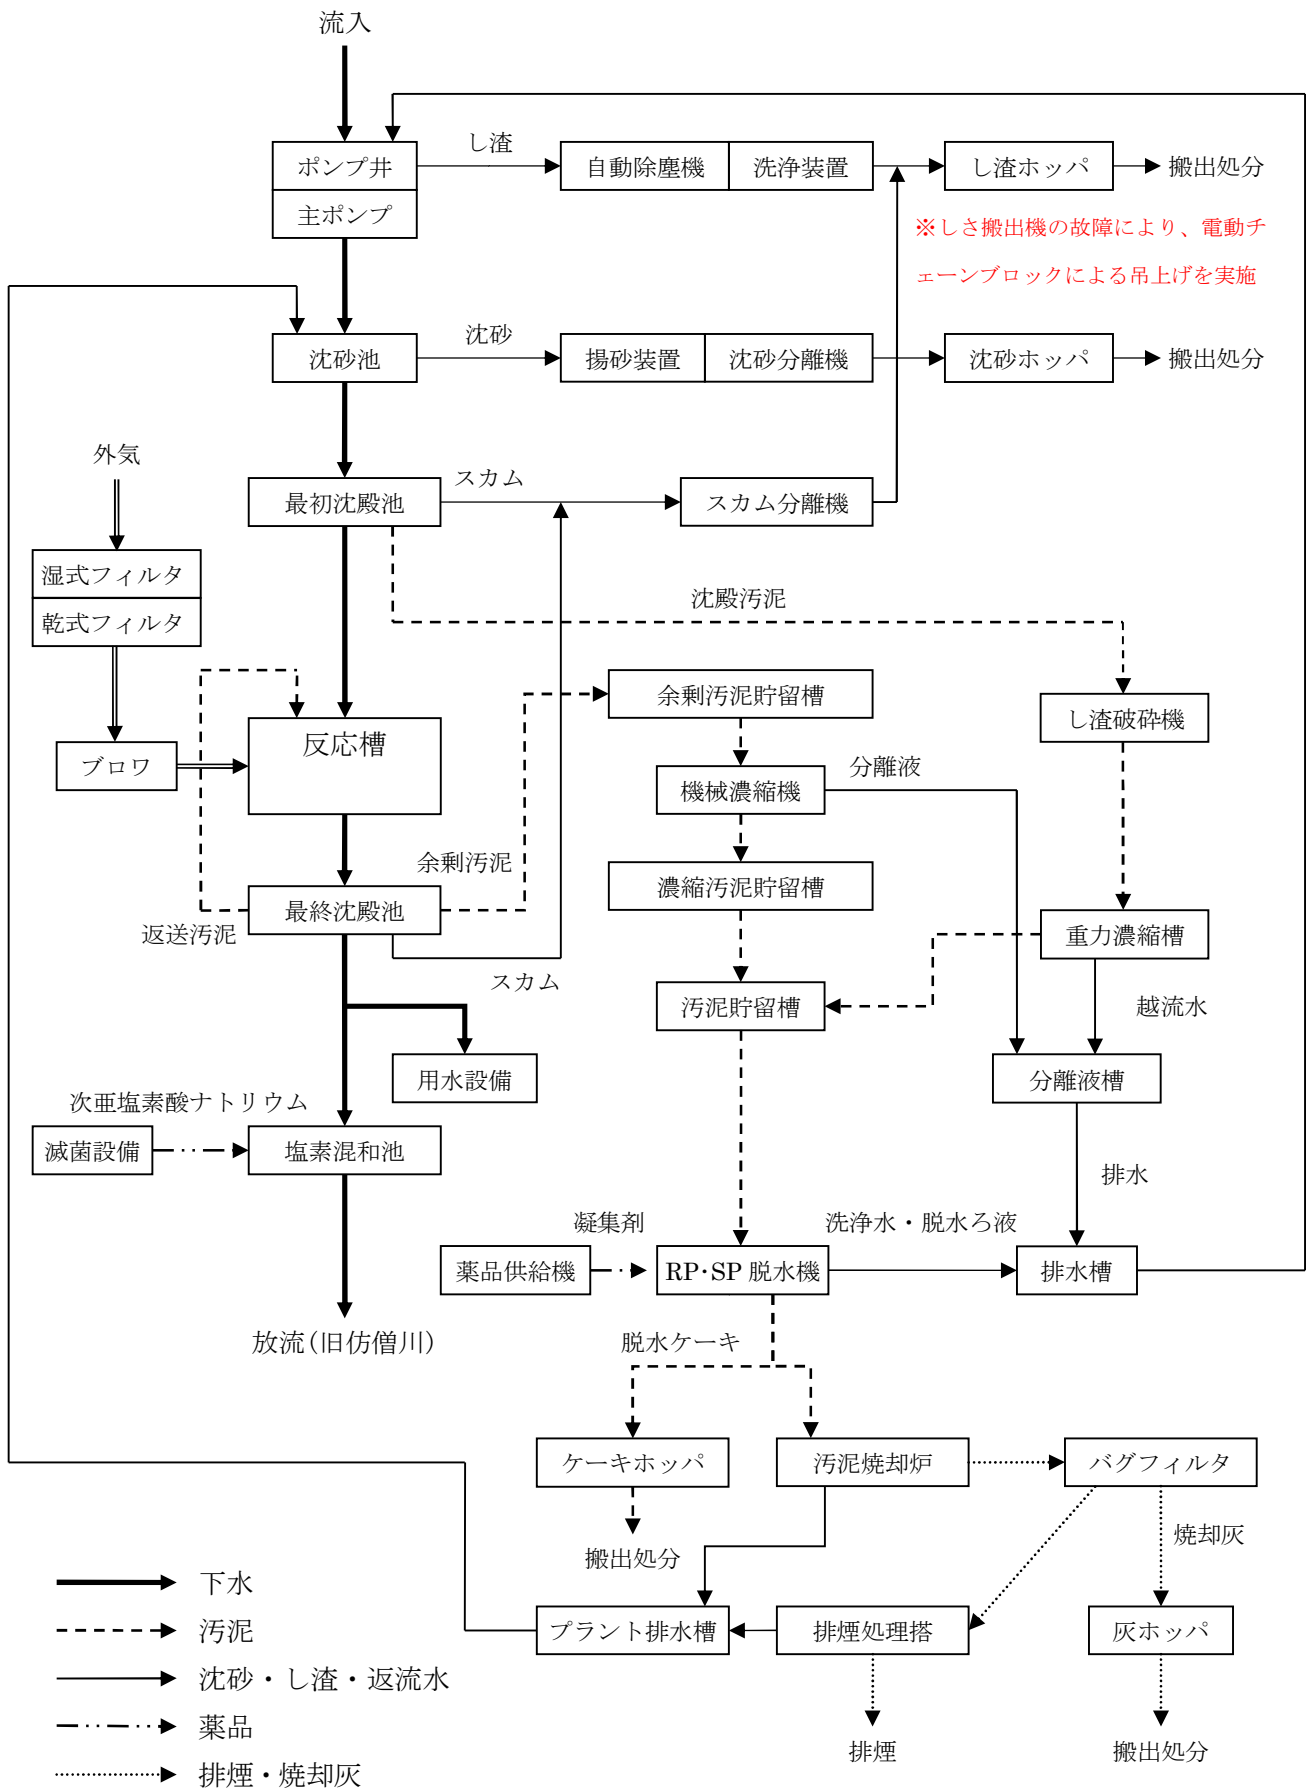 流入
し渣
ポンプ井
自動除塵機
洗浄装置
し渣ホッパ
搬出処分
主ポンプ
※しさ搬出機の故障により、電動チ
ェーンブロックによる吊上げを実施
沈砂
沈砂池
揚砂装置
沈砂分離機
沈砂ホッパ
搬出処分
外気
スカム
最初沈殿池
スカム分離機
湿式フィルタ
乾式フィルタ
沈殿汚泥
余剰汚泥貯留槽
し渣破砕機
反応槽
ブロワ
分離液
機械濃縮機
余剰汚泥
濃縮汚泥貯留槽
最終沈殿池
返送汚泥
重力濃縮槽
スカム
汚泥貯留槽
越流水
用水設備
分離液槽
次亜塩素酸ナトリウム
滅菌設備
塩素混和池
排水
凝集剤
洗浄水・脱水ろ液
薬品供給機
RP・SP 脱水機
排水槽
放流(旧仿僧川)
脱水ケーキ
ケーキホッパ
汚泥焼却炉
バグフィルタ
搬出処分
焼却灰
下水
プラント排水槽
排煙処理搭
灰ホッパ
汚泥
沈砂・し渣・返流水
薬品
排煙
搬出処分
排煙・焼却灰